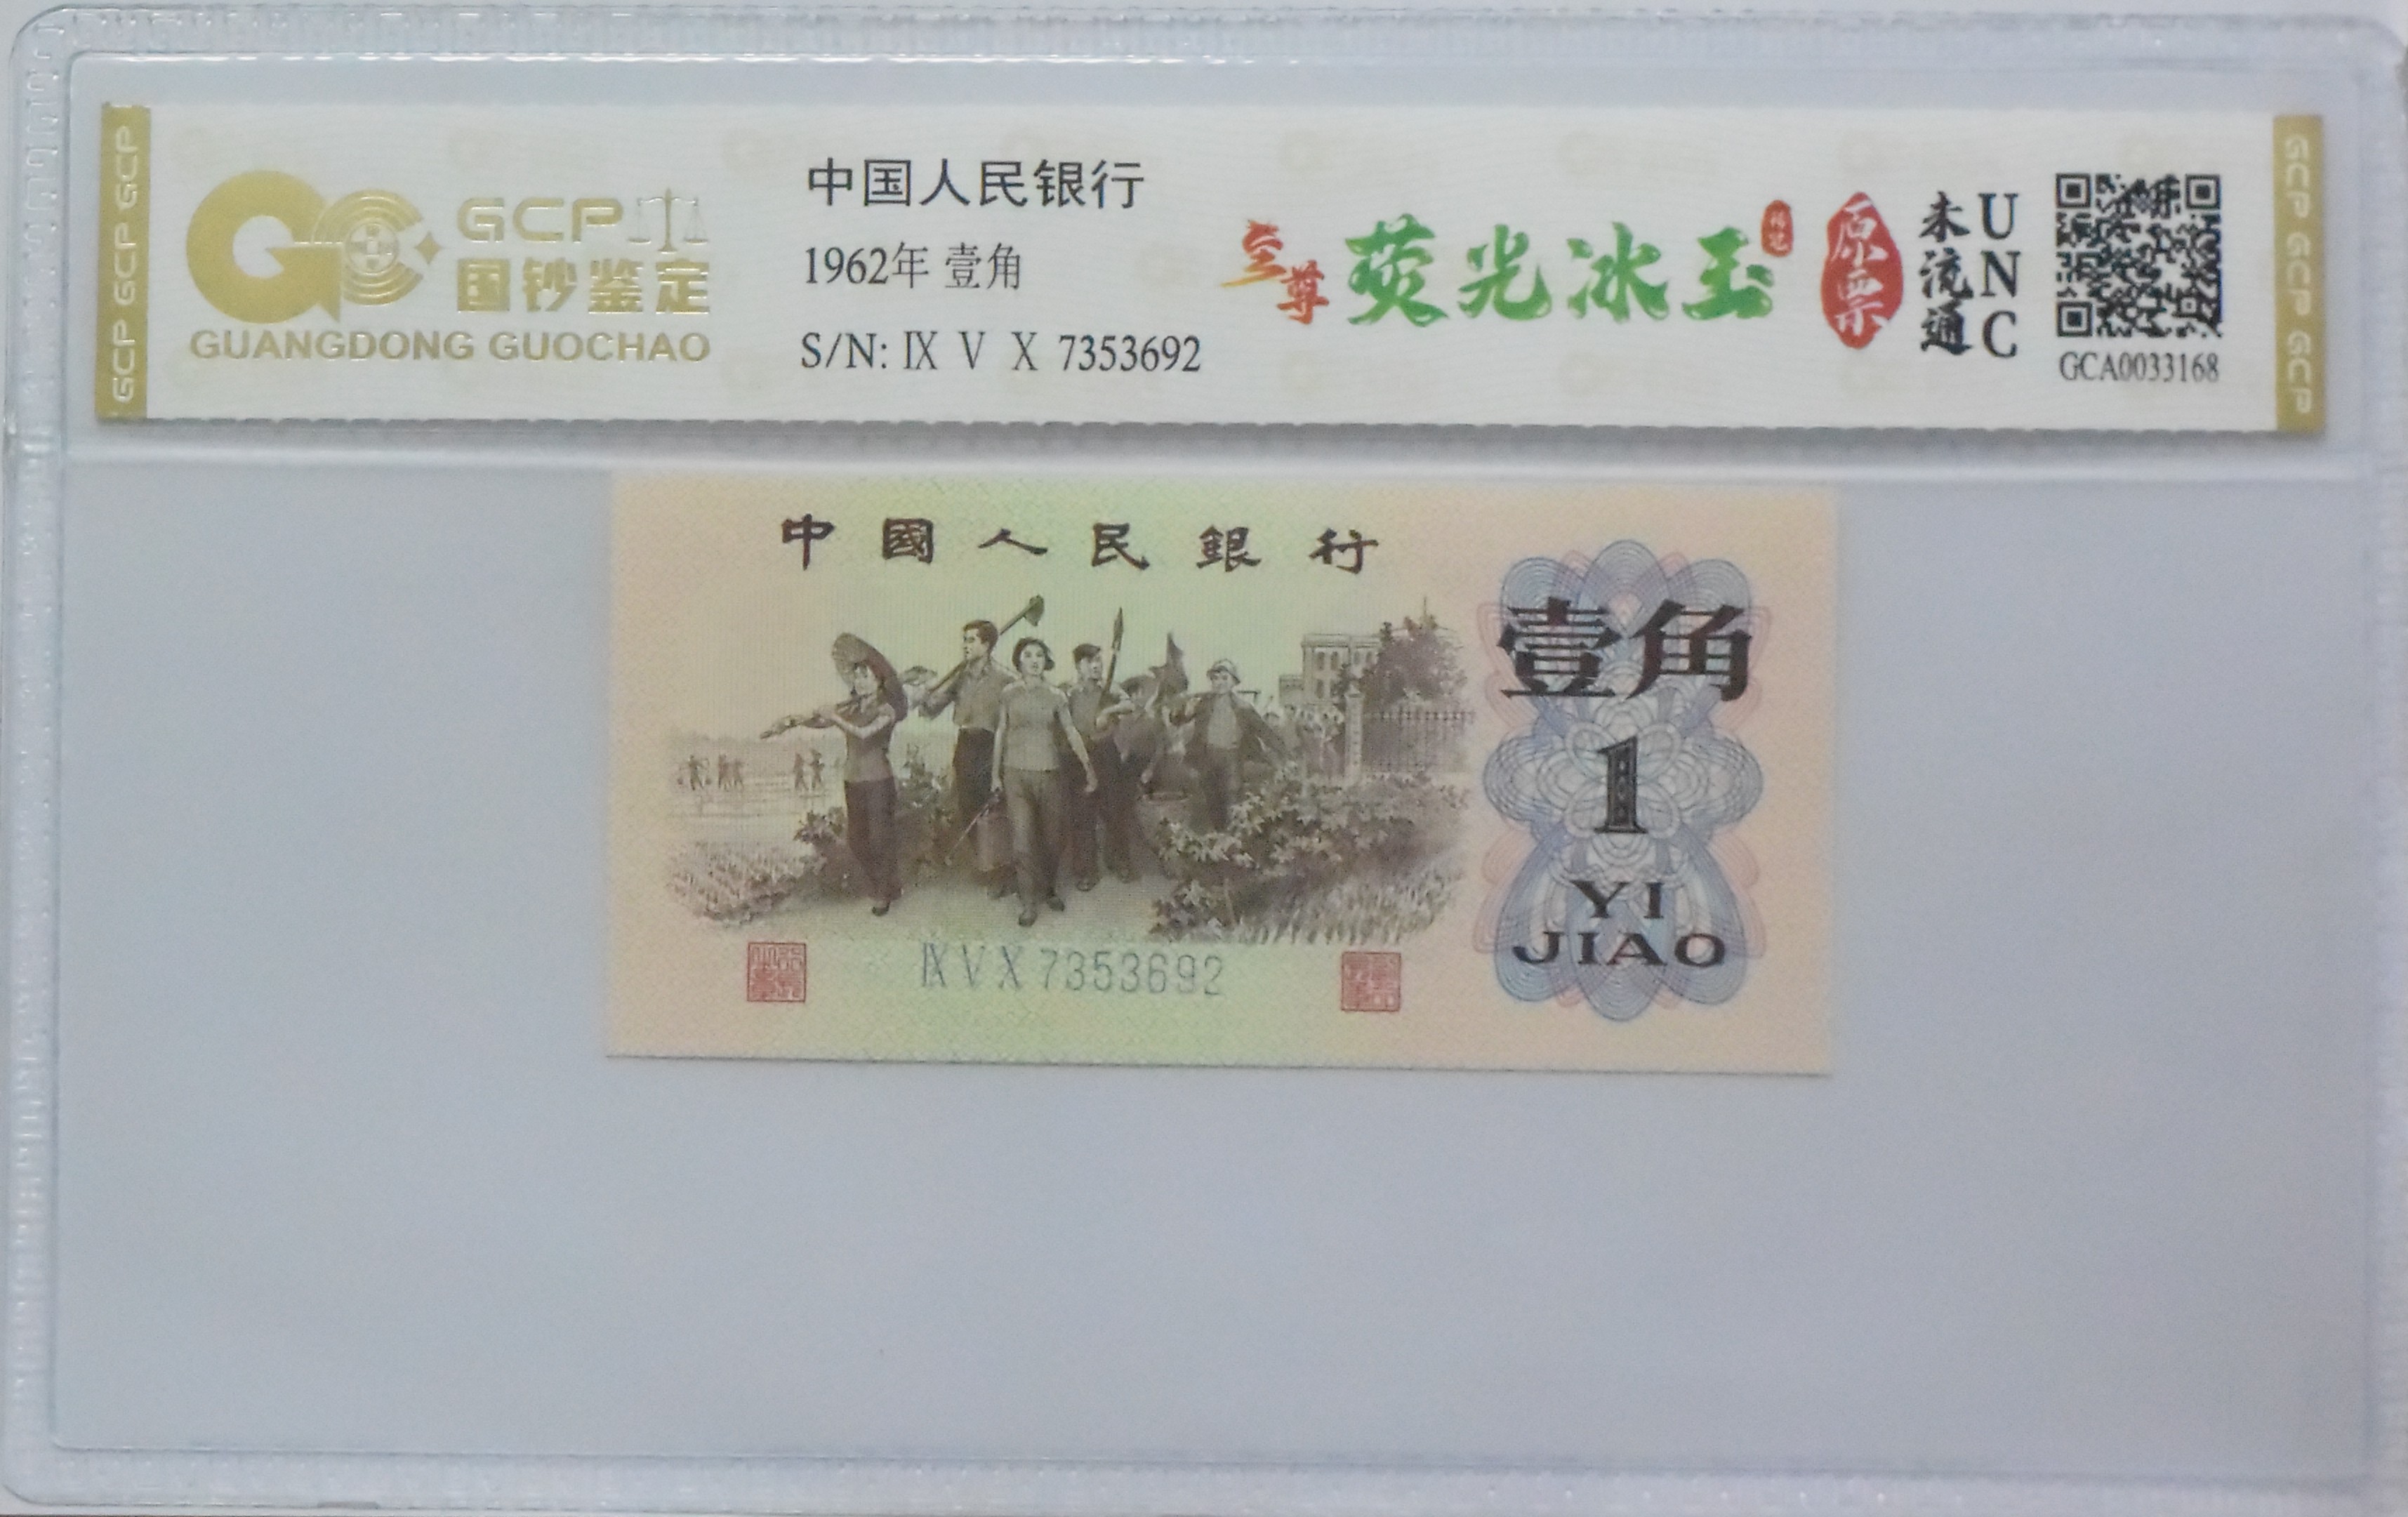 GCP GCP GCP
GCP
国钞鉴定
GUANGDONG GUOCHAO
中国人民银行
1962年 壹角
S/N: Ⅸ Ⅴ Ⅹ 7353692
至尊
荧光冰玉
原票
未流通
UNC
GCA0033168
GCP GCP GCP
中國人民銀行
壹角
1
YI
JIAO
ⅨⅤⅩ7353692